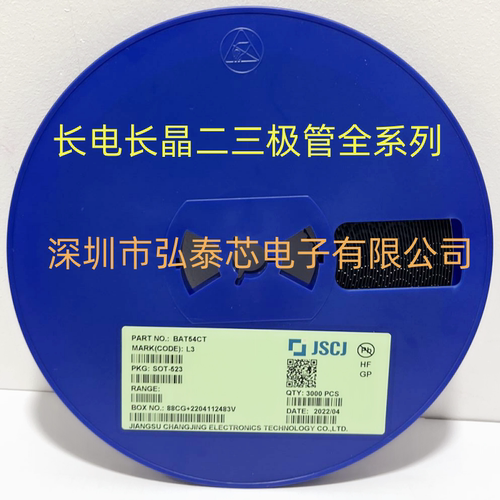 长电长晶二三极管全系列
深圳市弘泰芯电子有限公司
PART NO.: BAT54CT
MARK(CODE): L3
PKG: SOT-523
RANGE:
BOX NO.: 88CG+2204112483V
JSCJ
Pb
HF
GP
QTY: 3000 PCS
DATE: 2022/04
JIANGSU CHANGJING ELECTRONICS TECHNOLOGY CO.,LTD.